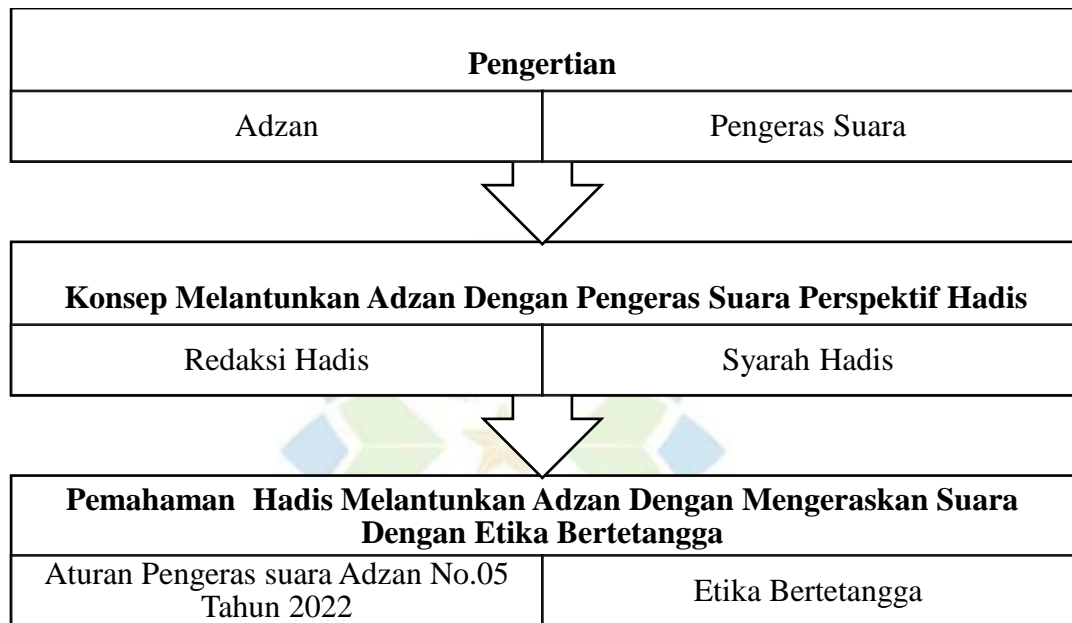 Pengertian
Adzan
Pengeras Suara
Konsep Melantunkan Adzan Dengan Pengeras Suara Perspektif Hadis
Redaksi Hadis
Syarah Hadis
Pemahaman Hadis Melantunkan Adzan Dengan Mengeraskan Suara
Dengan Etika Bertetangga
Aturan Pengeras suara Adzan No.05
Tahun 2022
Etika Bertetangga